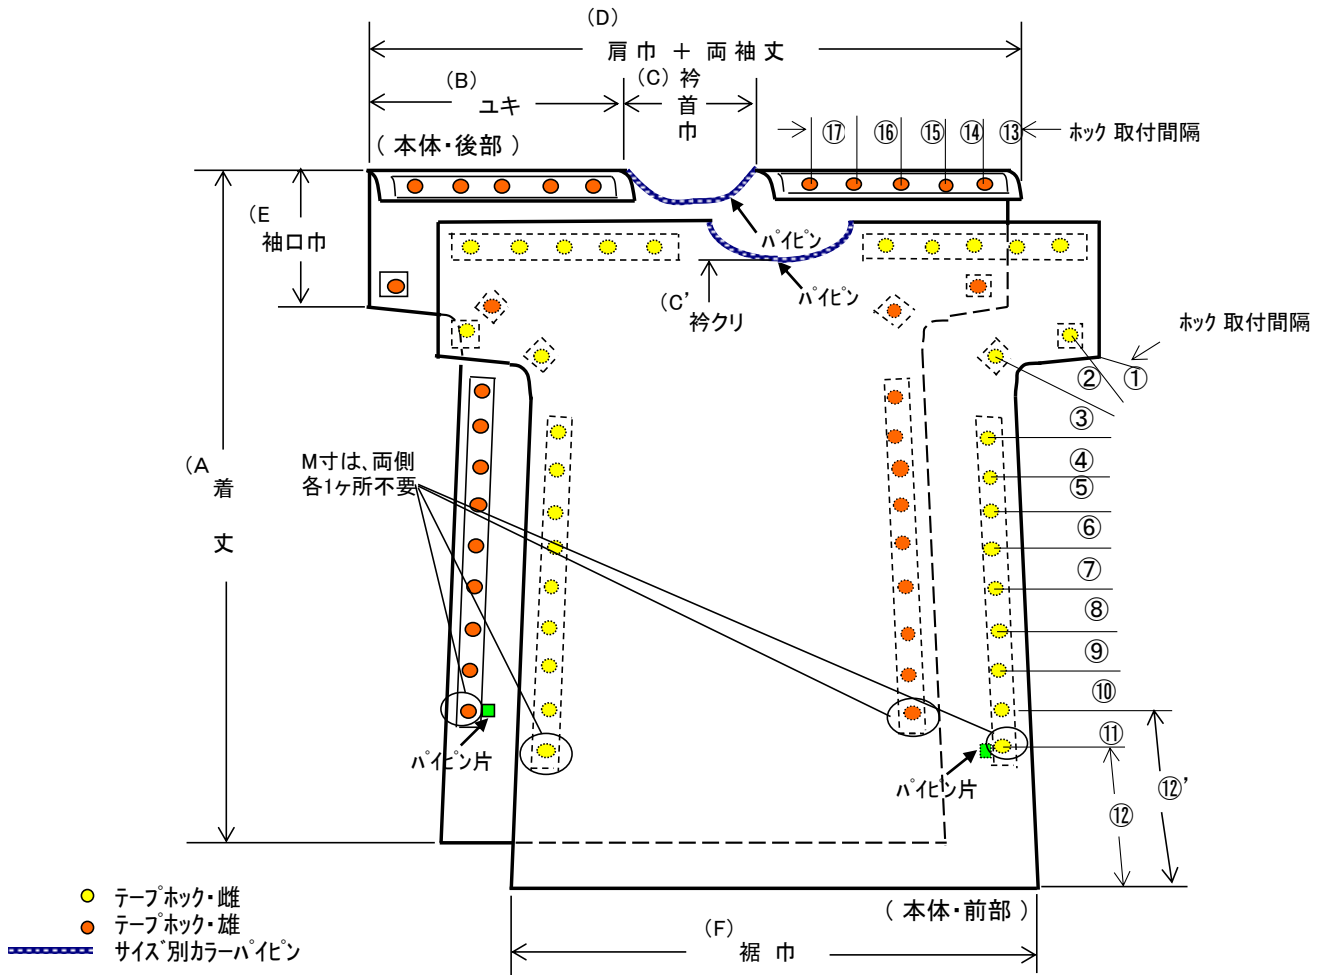 (D)
肩 巾 ＋ 両 袖 丈
(B)
ユキ
(C) 衿
首
巾
⑰ ⑯ ⑮ ⑭ ⑬
ﾎｯｸ 取付間隔
( 本体・後部 )
(E
袖口巾
ﾊﾟｲﾋﾟﾝ
ﾊﾟｲﾋﾟﾝ
(C'
衿クリ
ﾎｯｸ 取付間隔
② ①
③
④
⑤
⑥
⑦
⑧
⑨
⑩
⑪
⑫'
⑫
(A
着
丈
M寸は、両側
各1ヶ所不要
ﾊﾟｲﾋﾟﾝ片
ﾊﾟｲﾋﾟﾝ片
テープホック・雌
テープホック・雄
サイズ別カラーパイピン
( 本体・前部 )
(F)
裾 巾